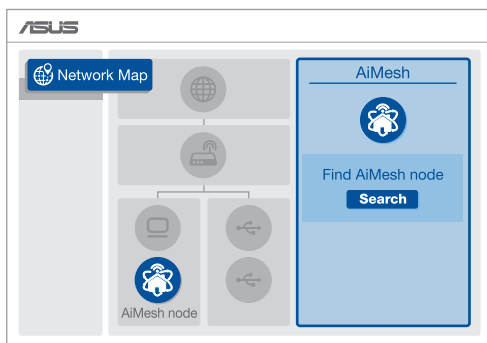 ASUS
Network Map
AiMesh
Find AiMesh node
Search
AiMesh node